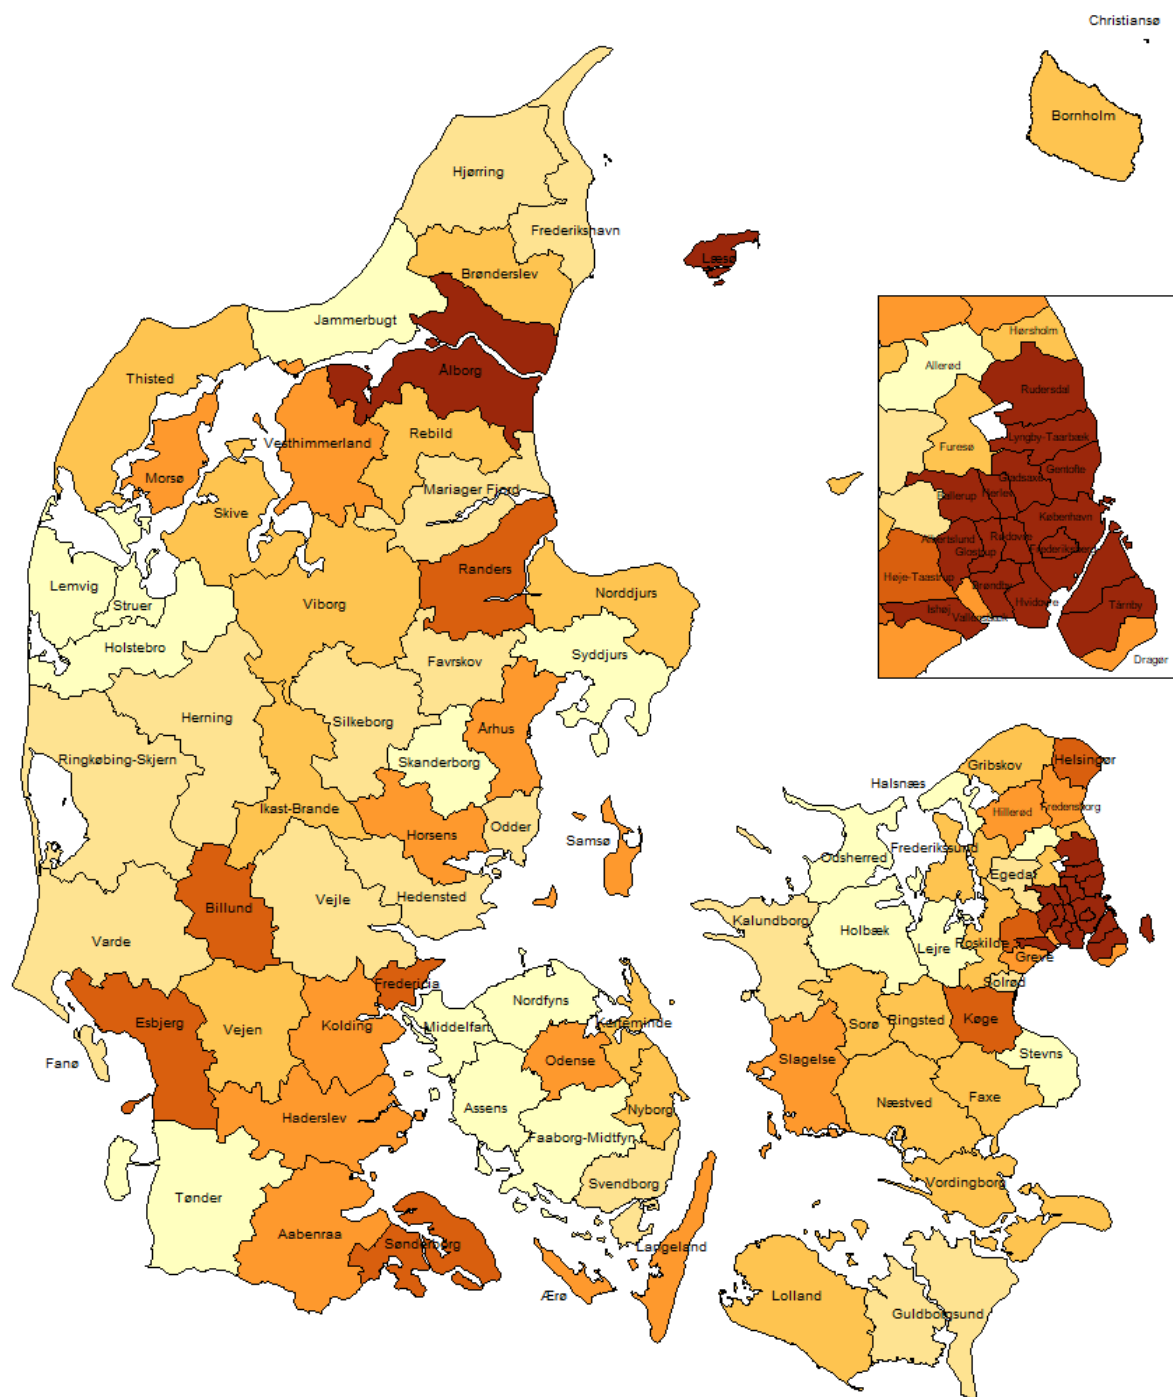 Christiansø
Bornholm
Hjørring
Frederikshavn
Læsø
Brønderslev
Jammerbugt
Ålborg
Thisted
Vesthimmerland
Rebild
Morsø
Mariager Fjord
Skive
Randers
Lemvig
Struer
Viborg
Norddjurs
Holstebro
Favrskov
Syddjurs
Herning
Silkeborg
Århus
Ringkøbing-Skjern
Skanderborg
Ikast-Brande
Horsens
Odder
Samsø
Billund
Vejle
Hedensted
Varde
Fredericia
Esbjerg
Vejen
Kolding
Nordfyns
Middelfart
Kerteminde
Fanø
Odense
Haderslev
Assens
Nyborg
Faaborg-Midtfyn
Svendborg
Tønder
Aabenraa
Sønderborg
Langeland
Ærø
Hørsholm
Allerød
Rudersdal
Furesø
Lyngby-Taarbæk
Gladsaxe
Gentofte
Ballerup
Herlev
København
Albertslund
Rødovre
Frederiksberg
Glostrup
Høje-Taastrup
Brøndby
Hvidovre
Ishøj
Vallensbæk
Tårnby
Dragør
Gribskov
Helsingør
Halsnæs
Hillerød
Fredensborg
Odsherred
Frederikssund
Egedal
Kalundborg
Holbæk
Lejre
Roskilde
Greve
Solrød
Sorø
Ringsted
Køge
Slagelse
Stevns
Næstved
Faxe
Vordingborg
Lolland
Guldborgsund